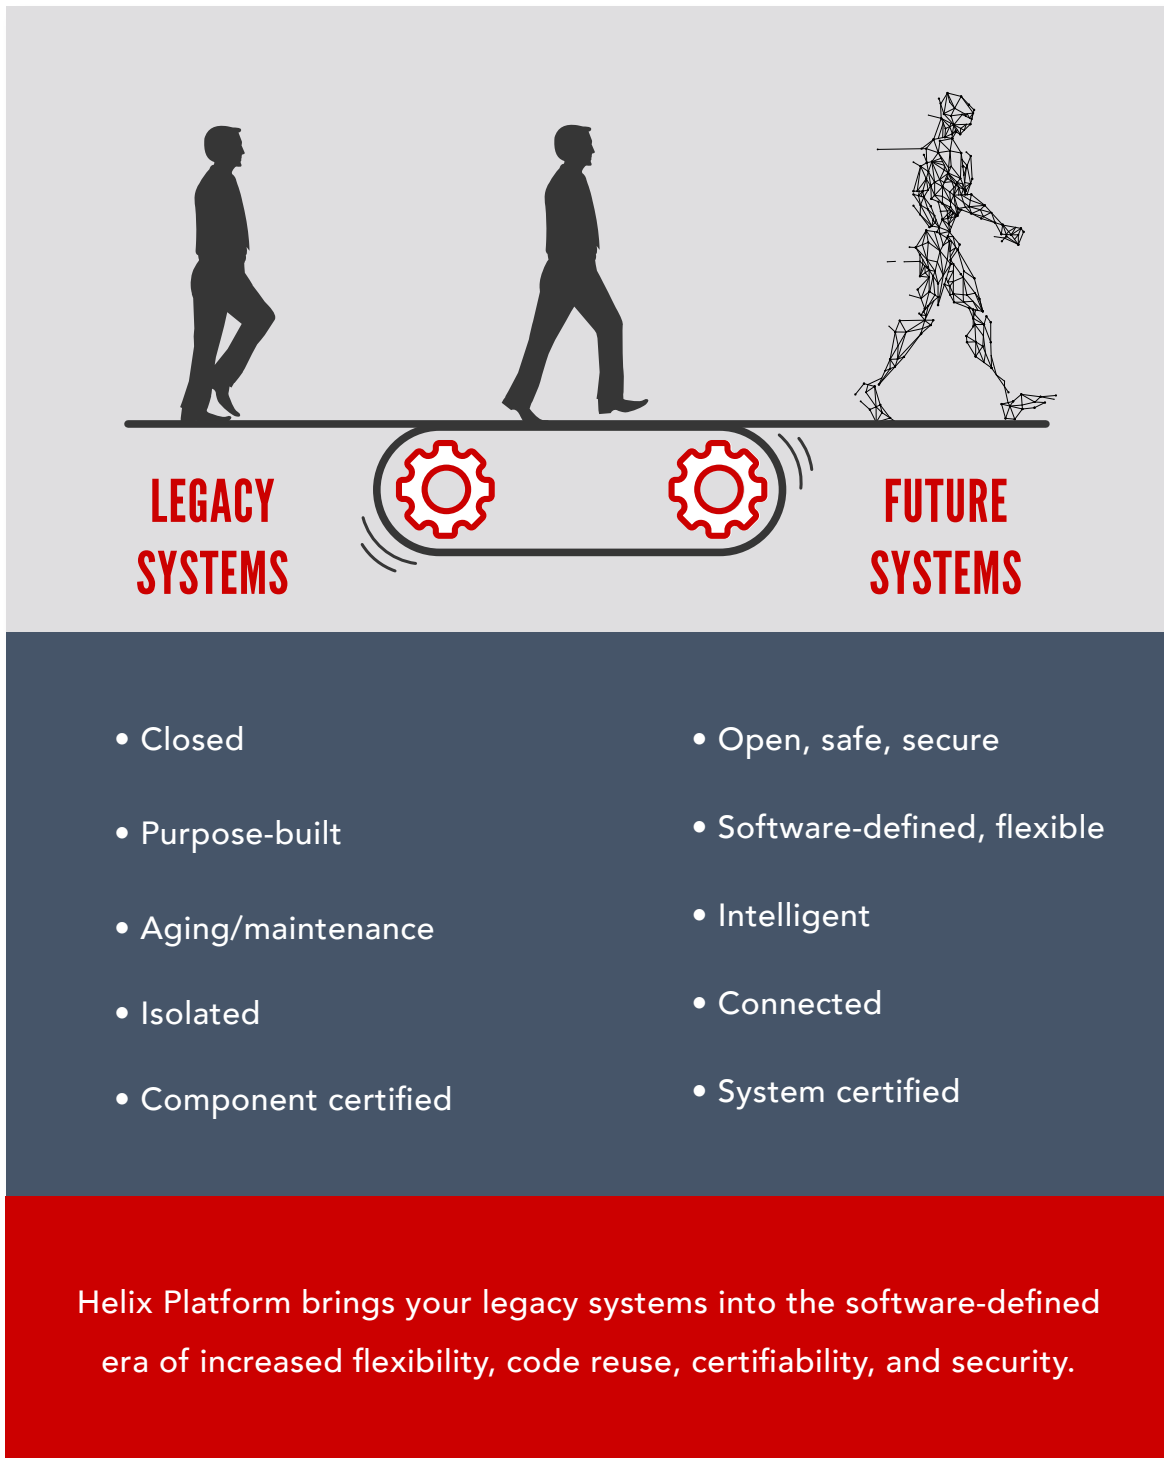 LEGACY
SYSTEMS
FUTURE
SYSTEMS
• Closed
• Purpose-built
• Aging/maintenance
• Isolated
• Component certified
• Open, safe, secure
• Software-defined, flexible
• Intelligent
• Connected
• System certified
Helix Platform brings your legacy systems into the software-defined
era of increased flexibility, code reuse, certifiability, and security.